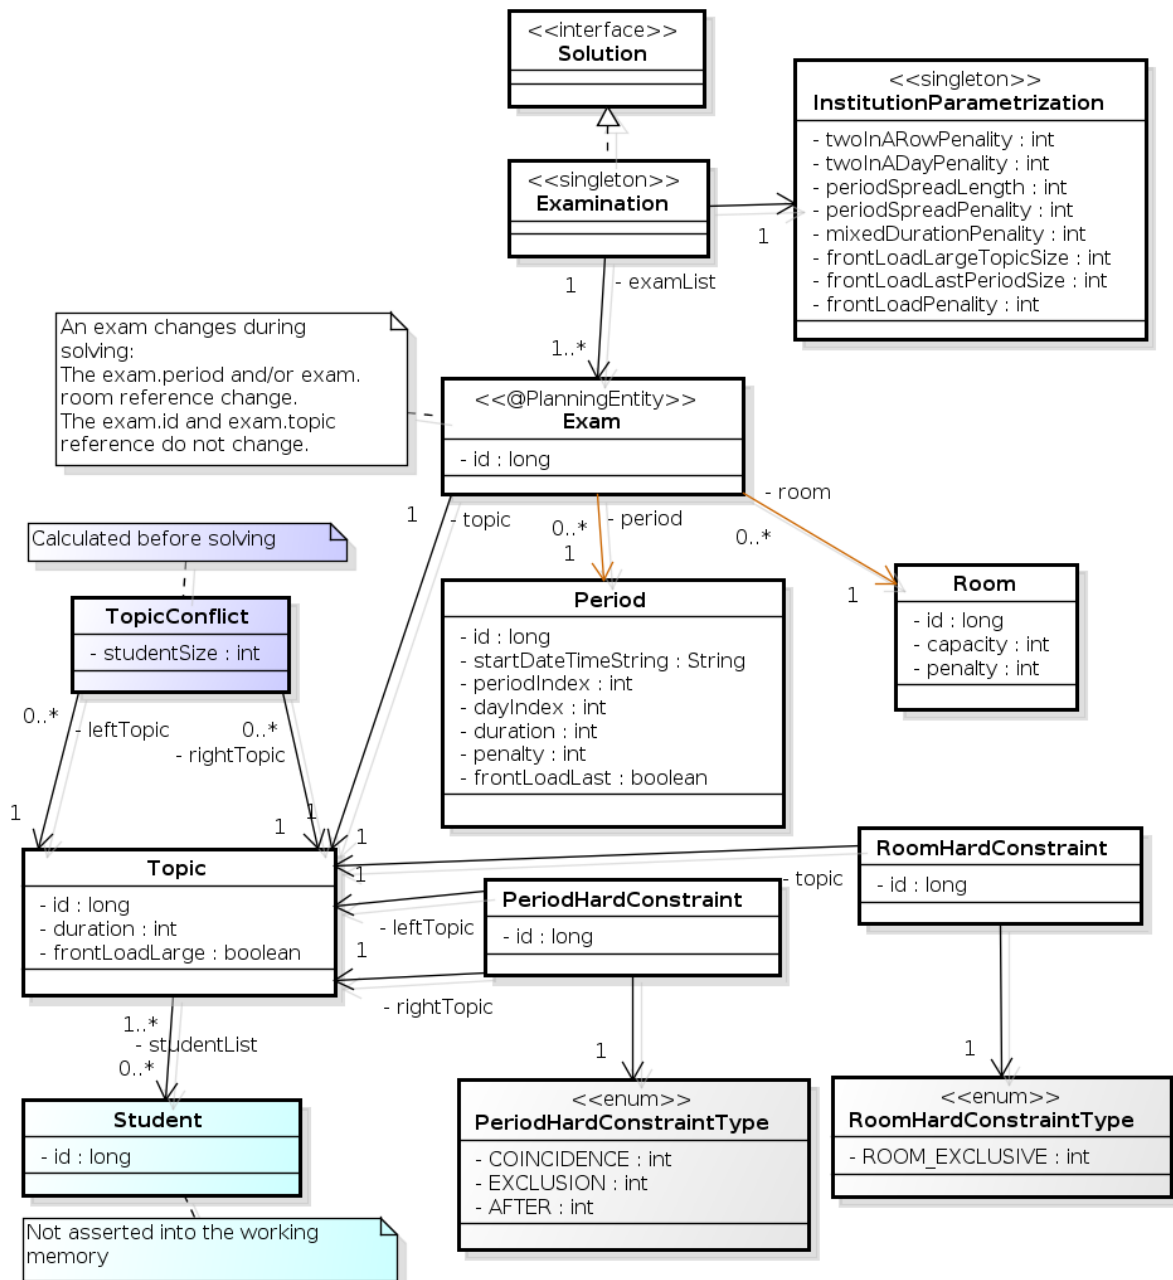 <<interface>>
Solution
<<singleton>>
InstitutionParametrization
- twoInARowPenality : int
- twoInADayPenality : int
- periodSpreadLength : int
- periodSpreadPenality : int
- mixedDurationPenality : int
- frontLoadLargeTopicSize : int
- frontLoadLastPeriodSize : int
- frontLoadPenality : int
<<singleton>>
Examination
1
1
- examList
1..*
An exam changes during
solving:
The exam.period and/or exam.
room reference change.
The exam.id and exam.topic
reference do not change.
<<@PlanningEntity>>
Exam
- id : long
1
- topic
0..*
- period
1
- room
0..*
1
Calculated before solving
TopicConflict
- studentSize : int
0..*
- leftTopic
0..*
- rightTopic
1
1
1
1
Period
- id : long
- startDateTimeString : String
- periodIndex : int
- dayIndex : int
- duration : int
- penalty : int
- frontLoadLast : boolean
Room
- id : long
- capacity : int
- penalty : int
Topic
- id : long
- duration : int
- frontLoadLarge : boolean
1
- leftTopic
1
- rightTopic
- topic
PeriodHardConstraint
- id : long
RoomHardConstraint
- id : long
1..*
- studentList
0..*
1
1
Student
- id : long
Not asserted into the working
memory
<<enum>>
PeriodHardConstraintType
- COINCIDENCE : int
- EXCLUSION : int
- AFTER : int
<<enum>>
RoomHardConstraintType
- ROOM_EXCLUSIVE : int